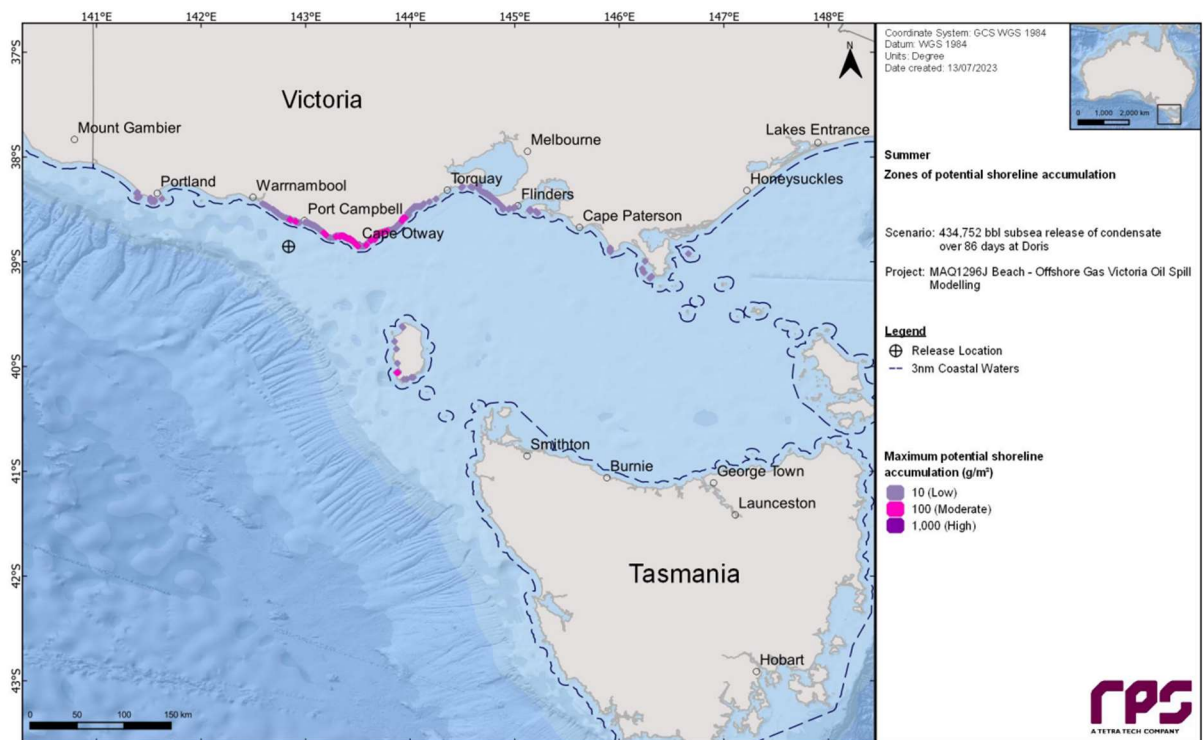 141°E 142°E 143°E 144°E 145°E 146°E 147°E 148°E
37°S
38°S
39°S
40°S
41°S
42°S
43°S
N
Victoria
Mount Gambier
Melbourne
Lakes Entrance
Portland
Warrnambool
Torquay
Honeysuckles
Port Campbell
Flinders
Cape Otway
Cape Paterson
Smithton
Burnie
George Town
Launceston
Tasmania
Hobart
0 50 100 150 km
Coordinate System: GCS WGS 1984
Datum: WGS 1984
Units: Degree
Date created: 13/07/2023
0 1,000 2,000 km
Summer
Zones of potential shoreline accumulation
Scenario: 434,752 bbl subsea release of condensate
over 86 days at Doris
Project: MAQ1296J Beach - Offshore Gas Victoria Oil Spill
Modelling
Legend
Release Location
3nm Coastal Waters
Maximum potential shoreline
accumulation (g/m²)
10 (Low)
100 (Moderate)
1,000 (High)
rps
A TETRA TECH COMPANY